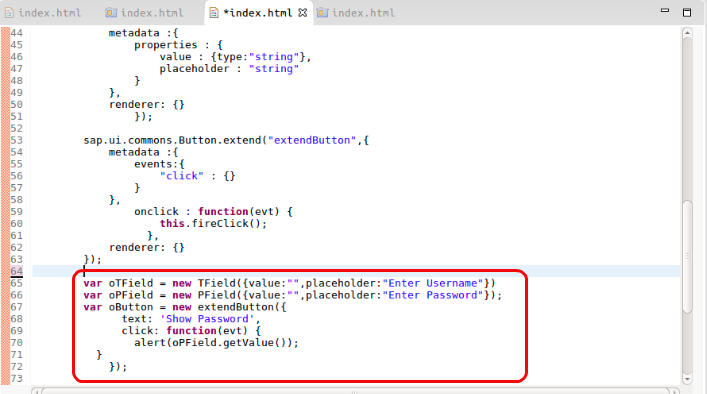 index.html index.html *index.html index.html
44 metadata :{
45 properties : {
46 value : {type:"string"},
47 placeholder : "string"
48 }
49 },
50 renderer: {}
51 });
52
53 sap.ui.commons.Button.extend("extendButton",{
54 metadata :{
55 events:{
56 "click" : {}
57 }
58 },
59 onclick : function(evt) {
60 this.fireClick();
61 },
62 renderer: {}
63 });
64
65 var oTField = new TField({value:"",placeholder:"Enter Username"})
66 var oPField = new PField({value:"",placeholder:"Enter Password"});
67 var oButton = new extendButton({
68 text: 'Show Password',
69 click: function(evt) {
70 alert(oPField.getValue());
71 }
72 });
73